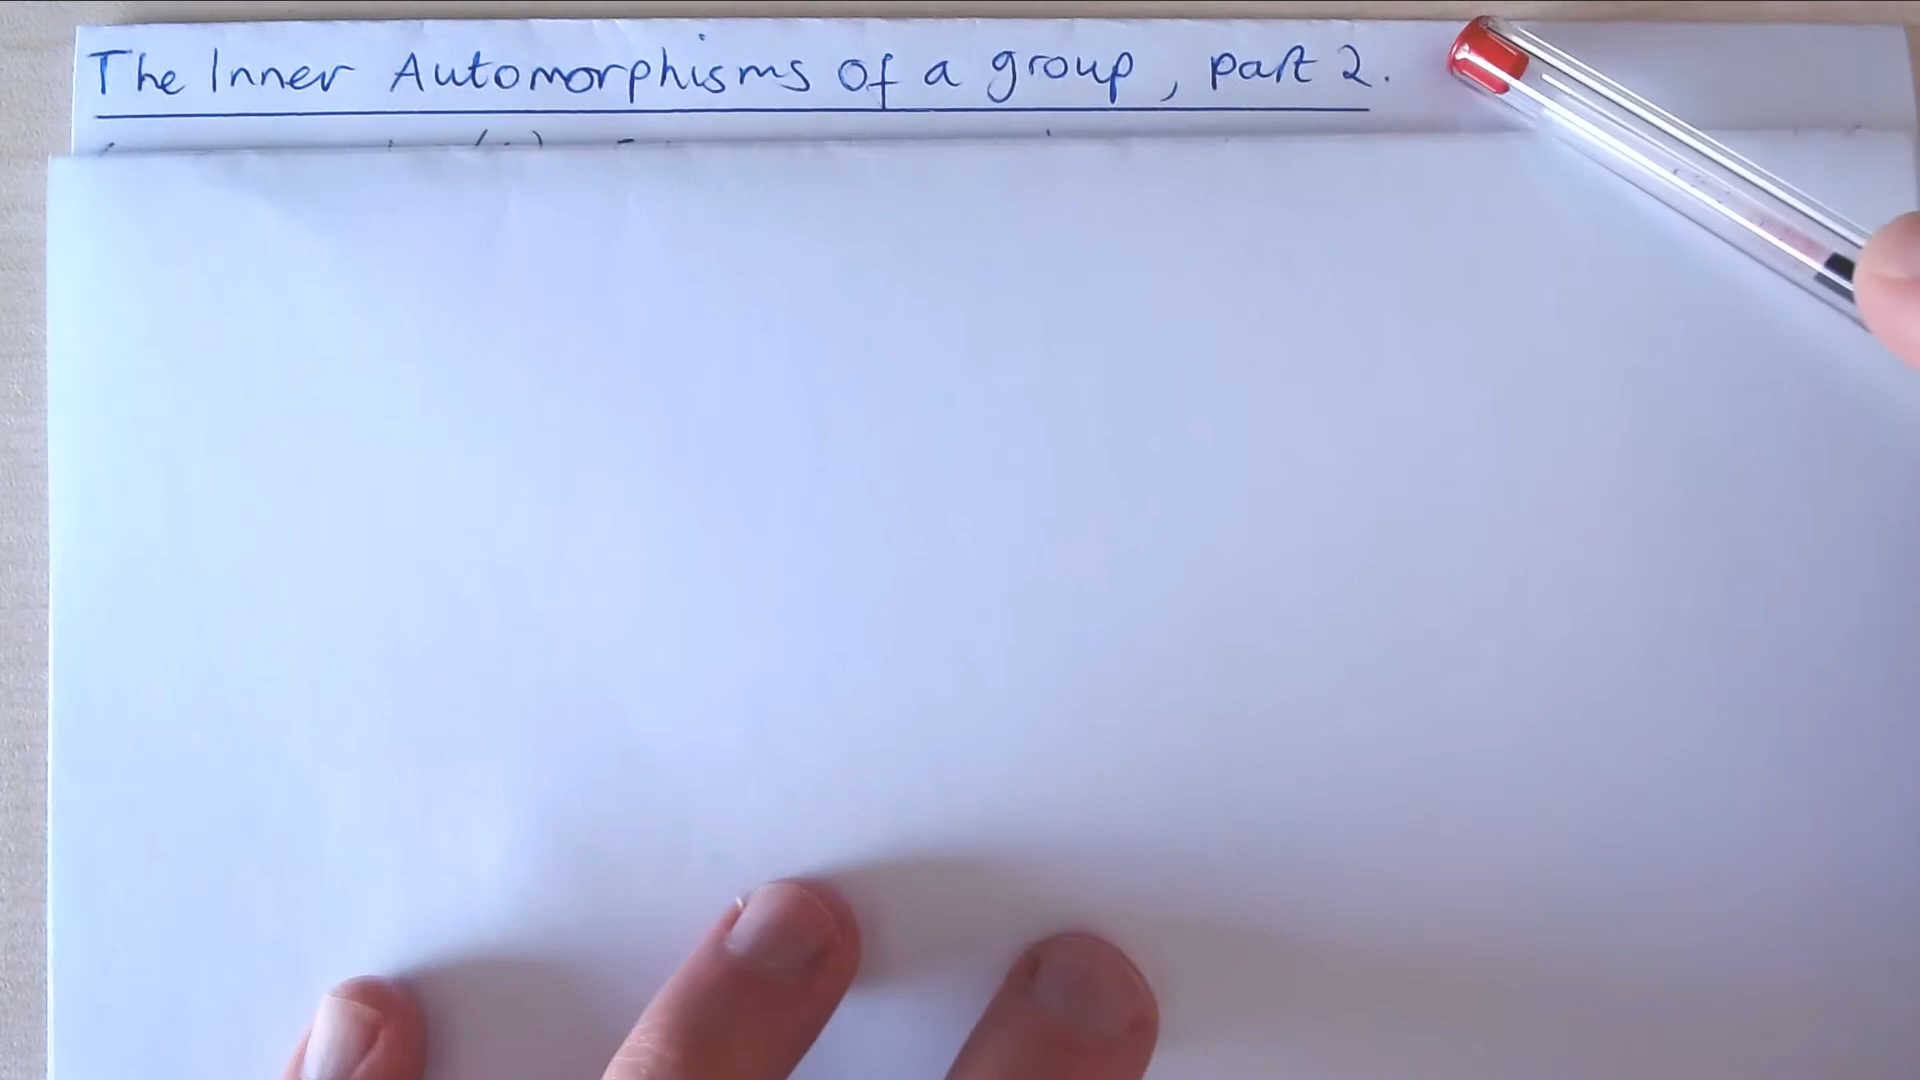 The Inner Automorphisms of a group, part 2.